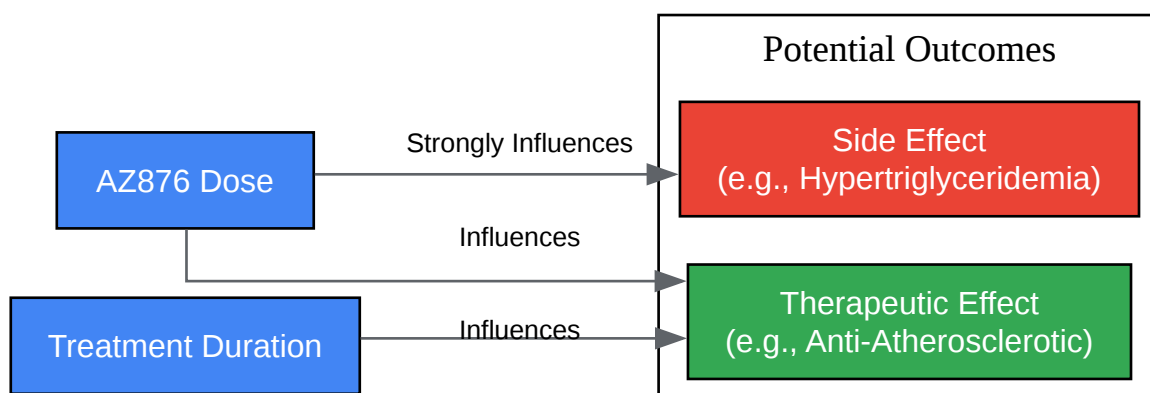 Potential Outcomes
Strongly Influences
Side Effect
(e.g., Hypertriglyceridemia)
AZ876 Dose
Influences
Therapeutic Effect
(e.g., Anti-Atherosclerotic)
Treatment Duration
Influences